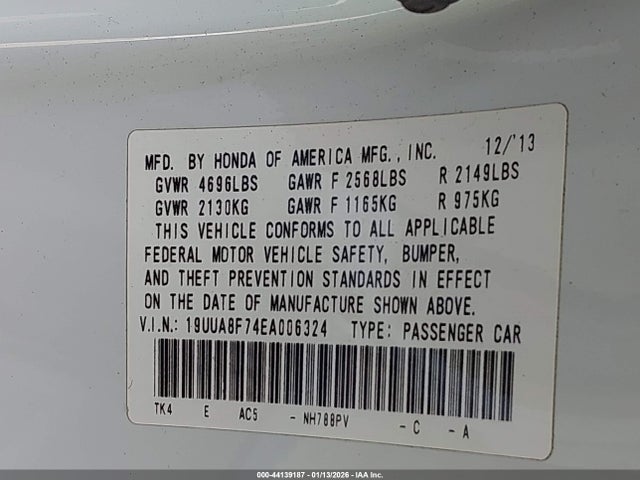 MFD. BY HONDA OF AMERICA MFG., INC. 12/'13
GVWR 4696LBS GAWR F 2568LBS R 2149LBS
GVWR 2130KG GAWR F 1165KG R 975KG
THIS VEHICLE CONFORMS TO ALL APPLICABLE
FEDERAL MOTOR VEHICLE SAFETY, BUMPER,
AND THEFT PREVENTION STANDARDS IN EFFECT
ON THE DATE OF MANUFACTURE SHOWN ABOVE.
V.I.N.: 19UUA8F74EA006324 TYPE: PASSENGER CAR
TK4 E AC5 - NH788PV - C - A
000-44139187 - 01/13/2026 - IAA Inc.